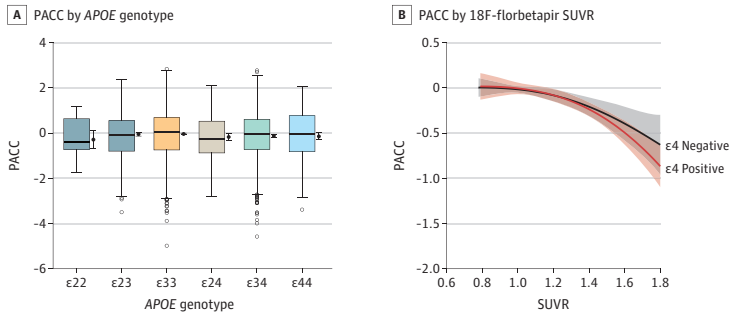 A PACC by APOE genotype
4
2
0
-2
-4
-6
PACC
ε22 ε23 ε33 ε24 ε34 ε44
APOE genotype
B PACC by 18F-florbetapir SUVR
0.5
0
-0.5
-1.0
-1.5
-2.0
PACC
ε4 Negative
ε4 Positive
0.6 0.8 1.0 1.2 1.4 1.6 1.8
SUVR